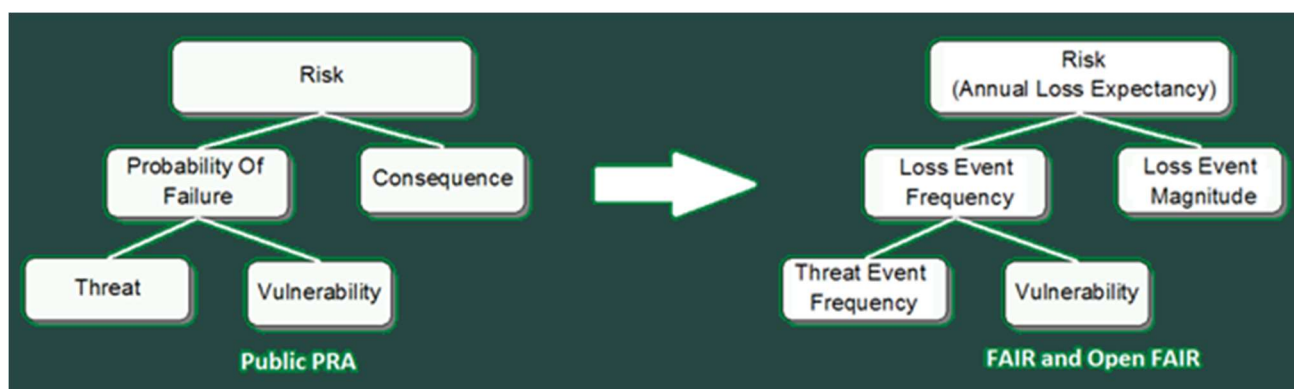 Risk
Probability Of
Failure
Consequence
Threat
Vulnerability
Public PRA
Risk
(Annual Loss Expectancy)
Loss Event
Frequency
Loss Event
Magnitude
Threat Event
Frequency
Vulnerability
FAIR and Open FAIR